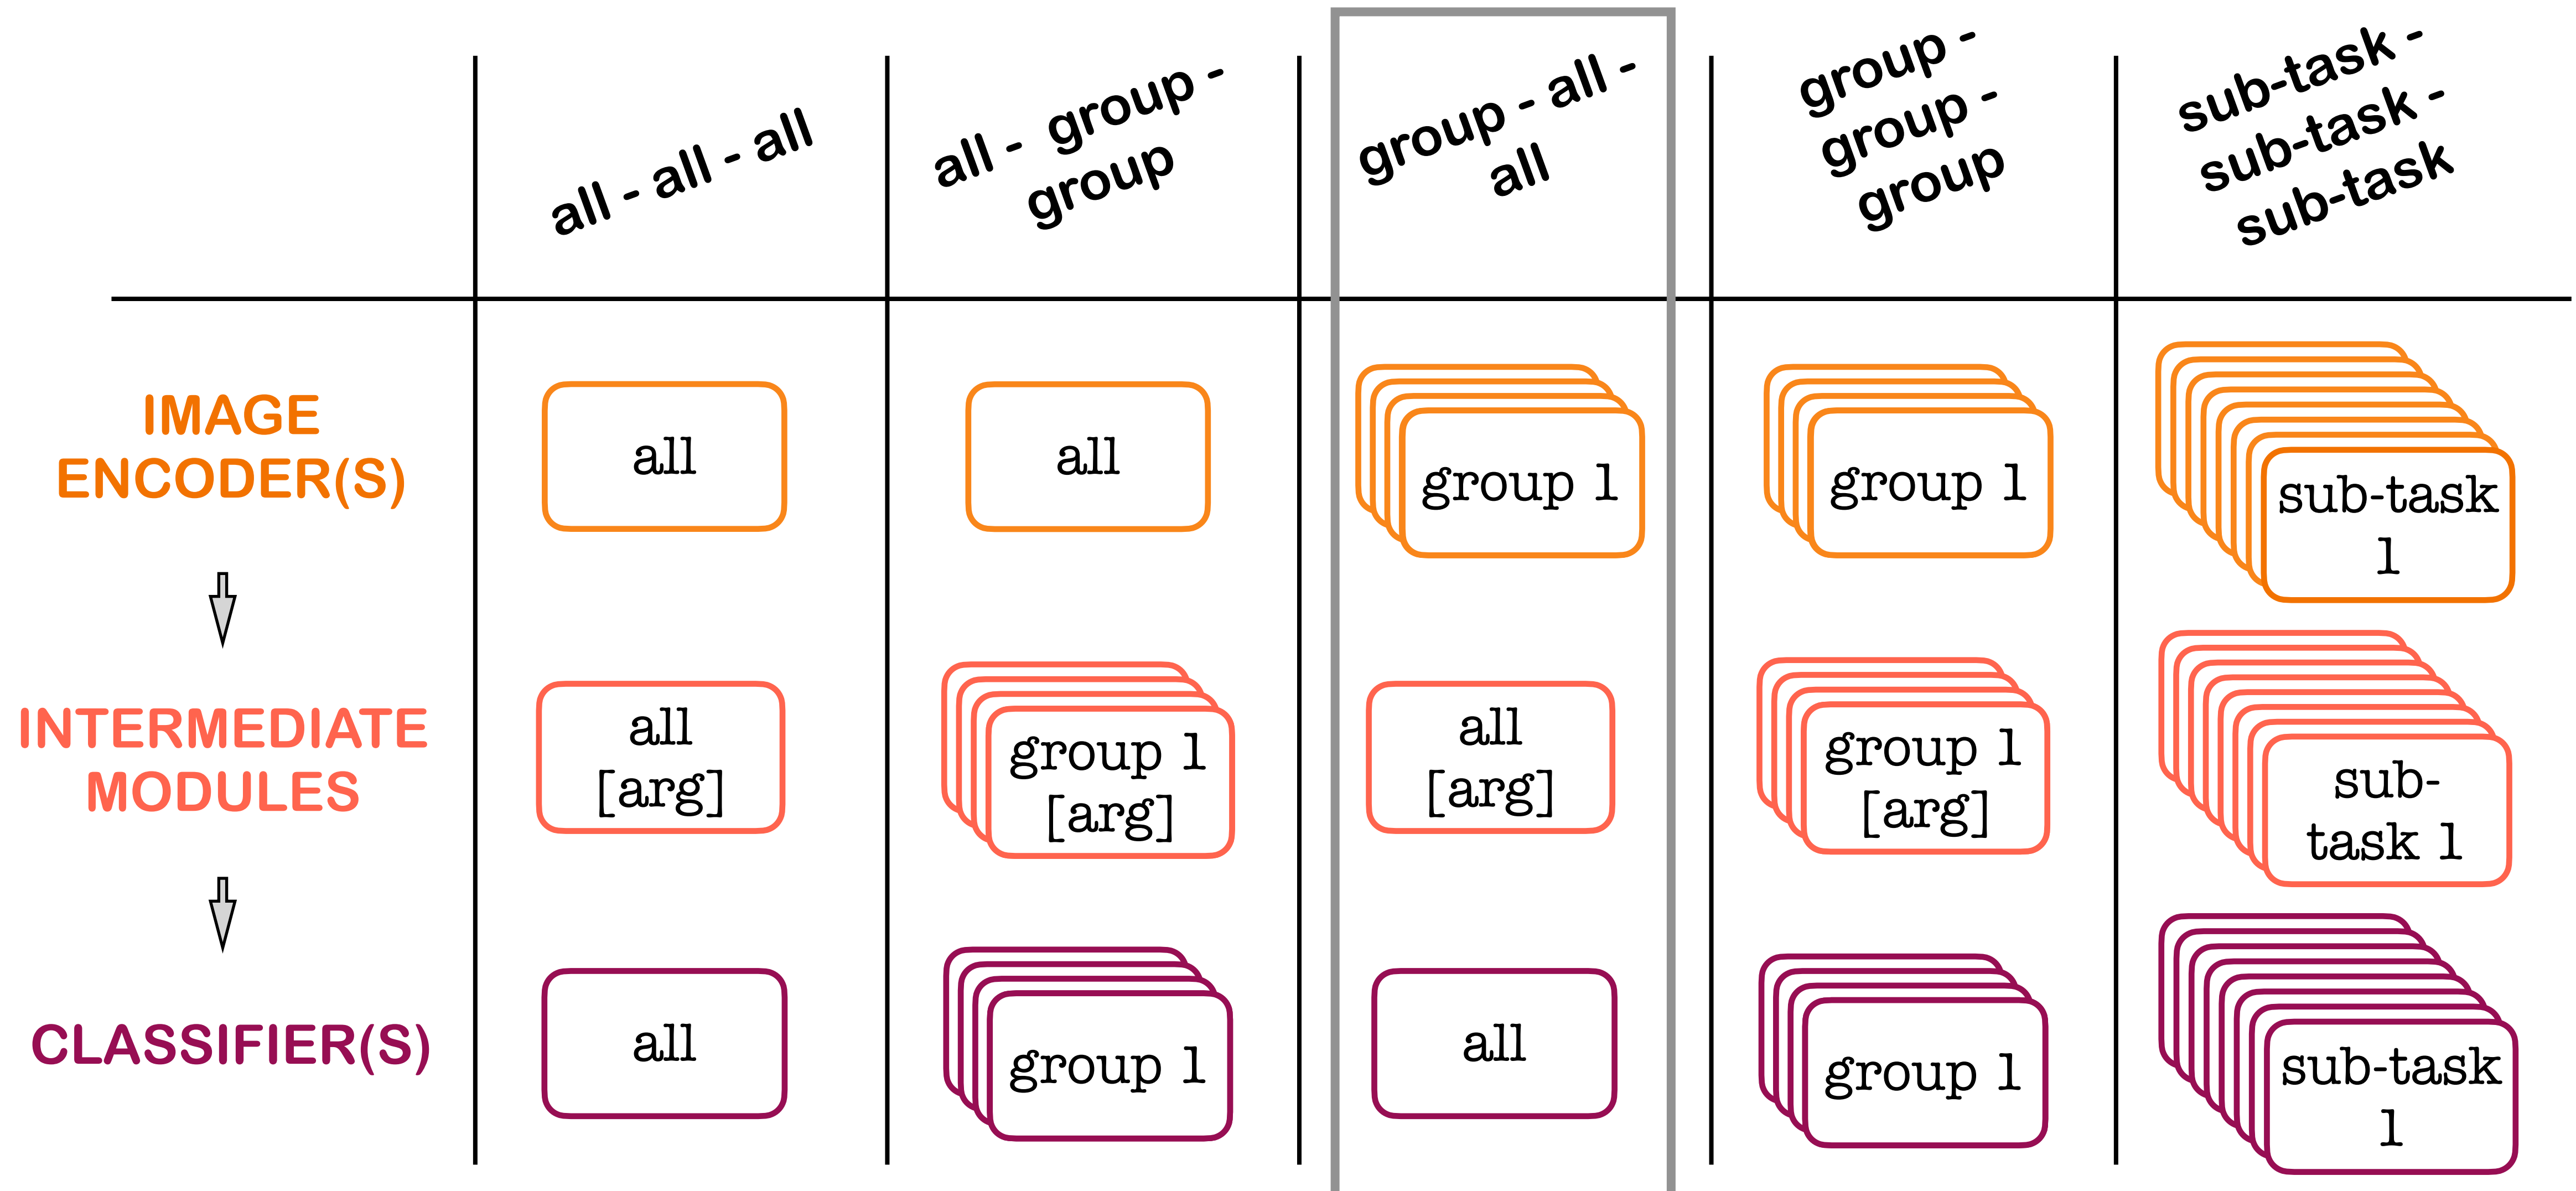 all - all - all
all - group -
group
group - all -
all
group -
group -
group
sub-task -
sub-task -
sub-task
IMAGE
ENCODER(S)
all
all
group 1
group 1
sub-task
1
INTERMEDIATE
MODULES
all
[arg]
group 1
[arg]
all
[arg]
group 1
[arg]
sub-
task 1
CLASSIFIER(S)
all
group 1
all
group 1
sub-task
1